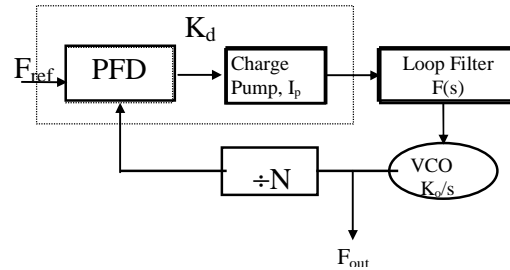 K_d
F_ref
PFD
Charge
Pump, I_p
Loop Filter
F(s)
÷N
VCO
K_o/s
F_out